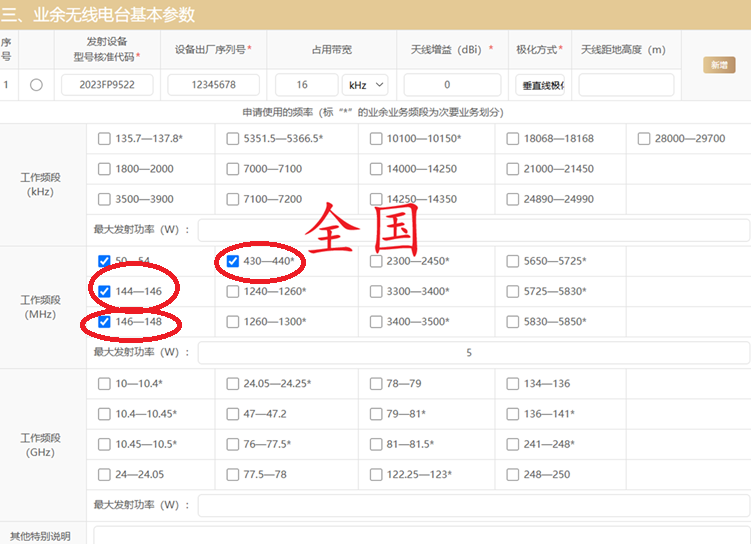 三、业余无线电台基本参数
序号 发射设备型号核准代码* 设备出厂序列号* 占用带宽 天线增益（dBi）* 极化方式* 天线距地高度（m）
1 2023FP9522 12345678 16 kHz 0 垂直线极化 新增
申请使用的频率（标“*”的业余业务频段为次要业务划分）
工作频段（kHz）
135.7—137.8* 5351.5—5366.5* 10100—10150* 18068—18168 28000—29700
1800—2000 7000—7100 14000—14250 21000—21450
3500—3900 7100—7200 14250—14350 24890—24990
最大发射功率（W）：
全国
工作频段（MHz）
50—54 430—440* 2300—2450* 5650—5725*
144—146 1240—1260* 3300—3400* 5725—5830*
146—148 1260—1300* 3400—3500* 5830—5850*
最大发射功率（W）： 5
工作频段（GHz）
10—10.4* 24.05—24.25* 78—79 134—136
10.4—10.45* 47—47.2 79—81* 136—141*
10.45—10.5* 76—77.5* 81—81.5* 241—248*
24—24.05 77.5—78 122.25—123* 248—250
最大发射功率（W）：
其他特别说明